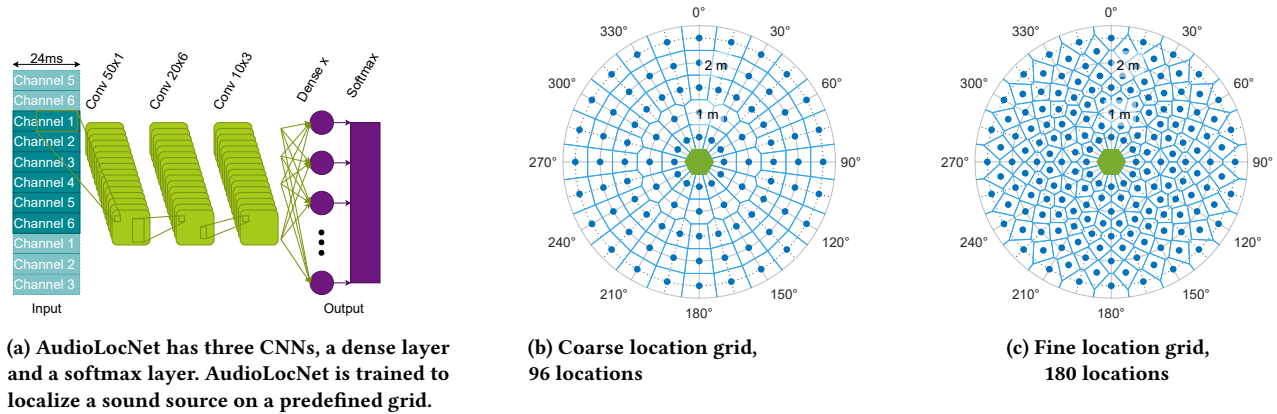 24ms
Conv 50x1
Conv 20x6
Conv 10x3
Dense x
Softmax
Channel 5
Channel 6
Channel 1
Channel 2
Channel 3
Channel 4
Channel 5
Channel 6
Channel 1
Channel 2
Channel 3
Input
Output
(a) AudioLocNet has three CNNs, a dense layer
and a softmax layer. AudioLocNet is trained to
localize a sound source on a predefined grid.
0°
30°
60°
90°
120°
150°
180°
210°
240°
270°
300°
330°
2 m
1 m
(b) Coarse location grid,
96 locations
0°
30°
60°
90°
120°
150°
180°
210°
240°
270°
300°
330°
2 m
1 m
(c) Fine location grid,
180 locations